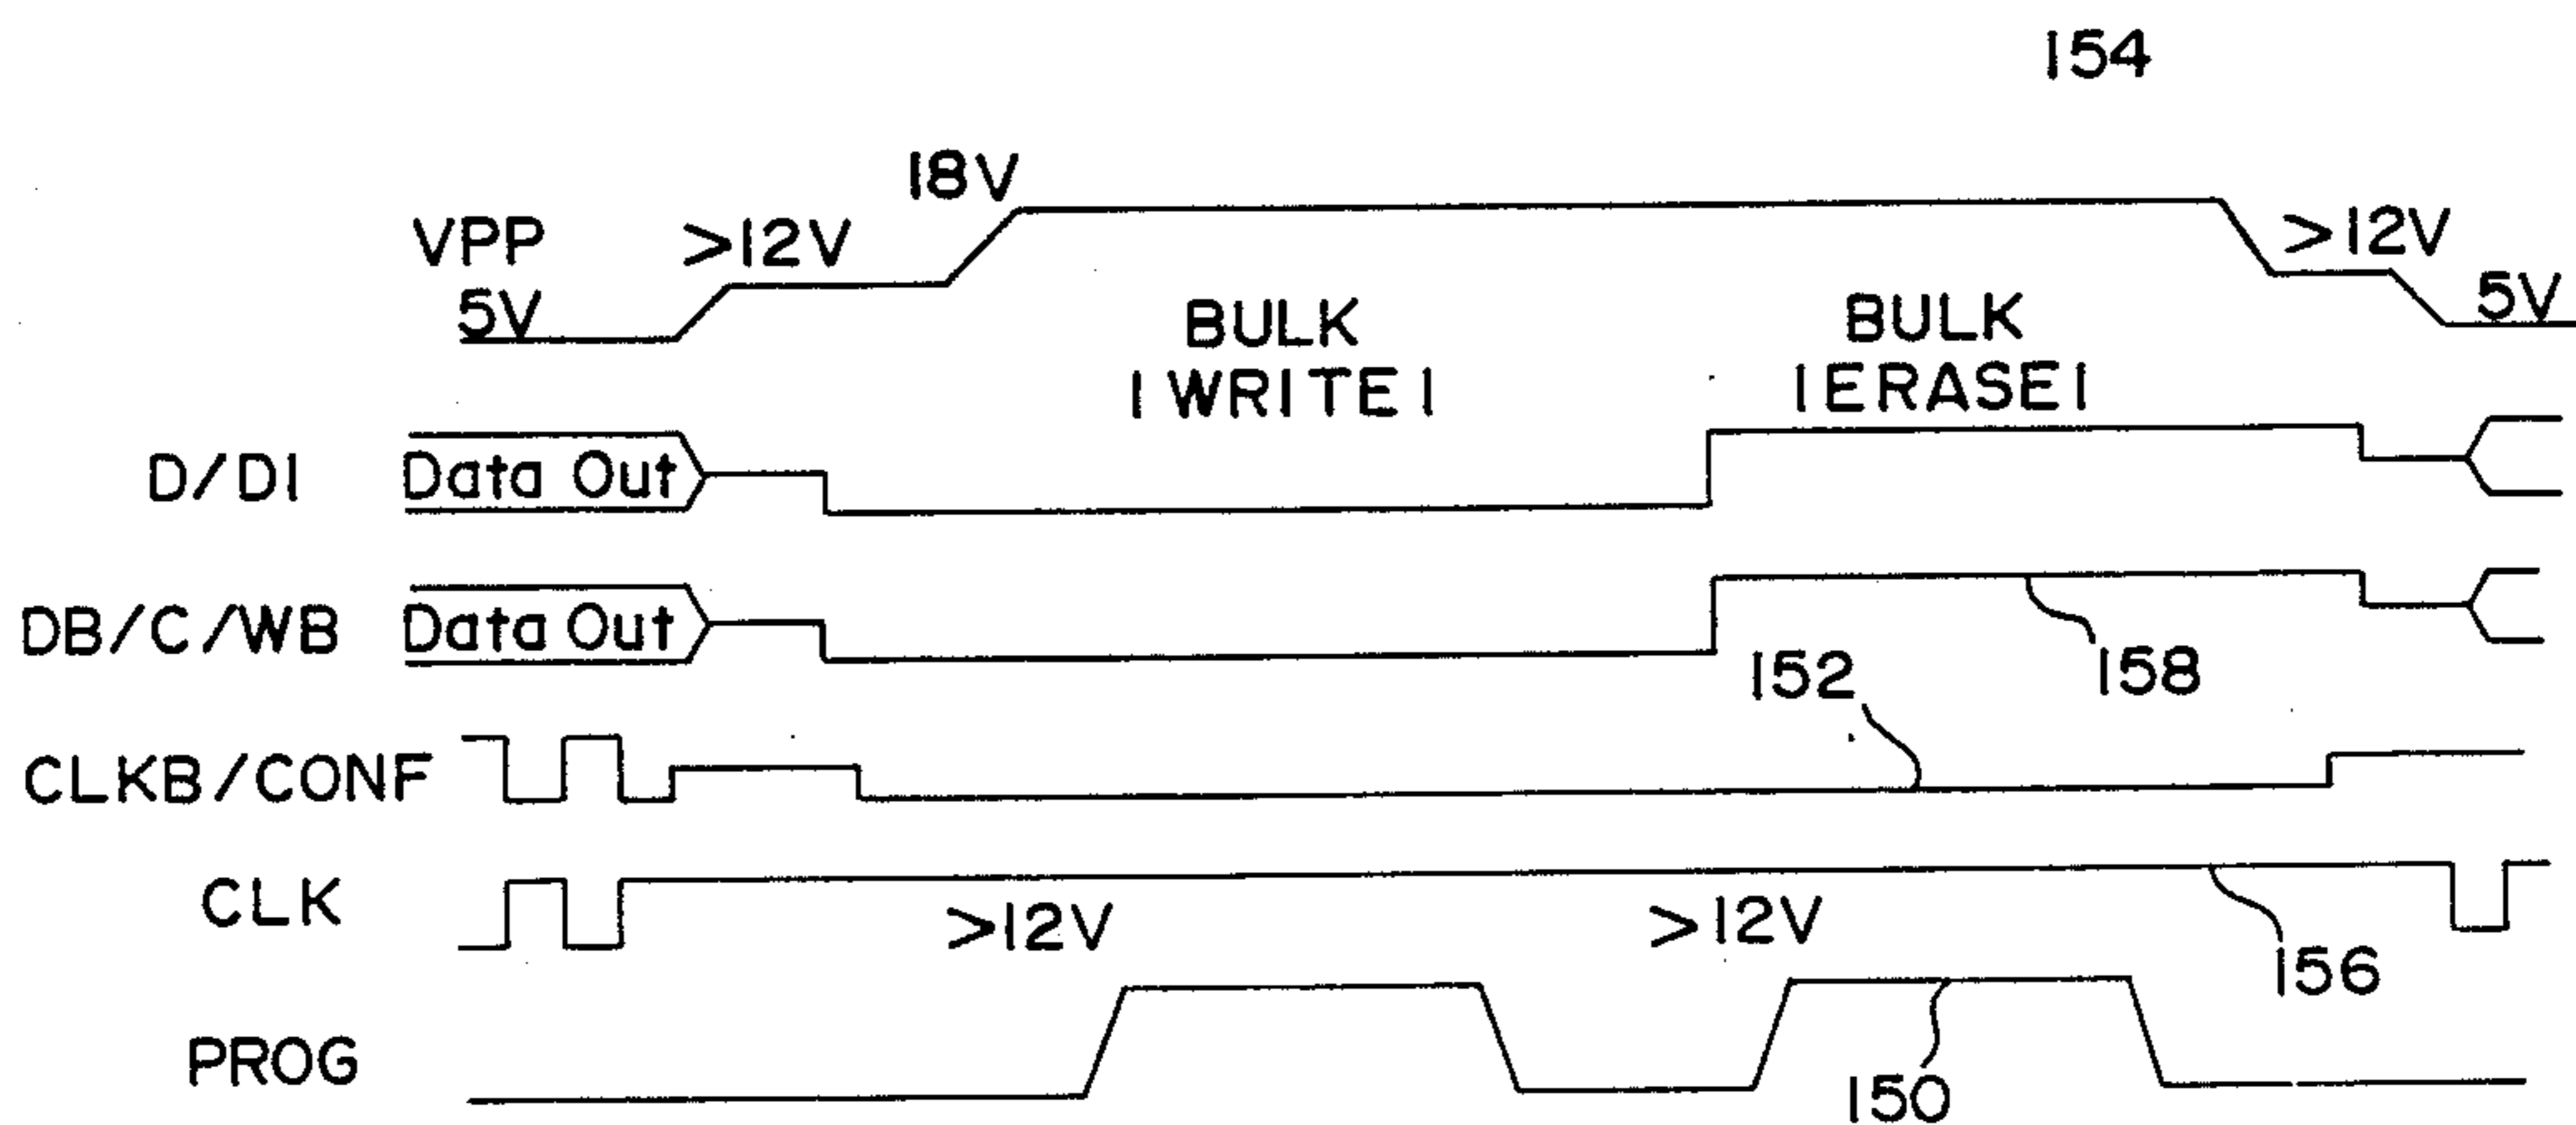 154
18V
VPP >12V >12V
5V 5V
BULK BULK
|WRITE| |ERASE|
D/DI Data Out
DB/C/WB Data Out
152 158
CLKB/CONF
CLK >12V >12V
156
PROG
150